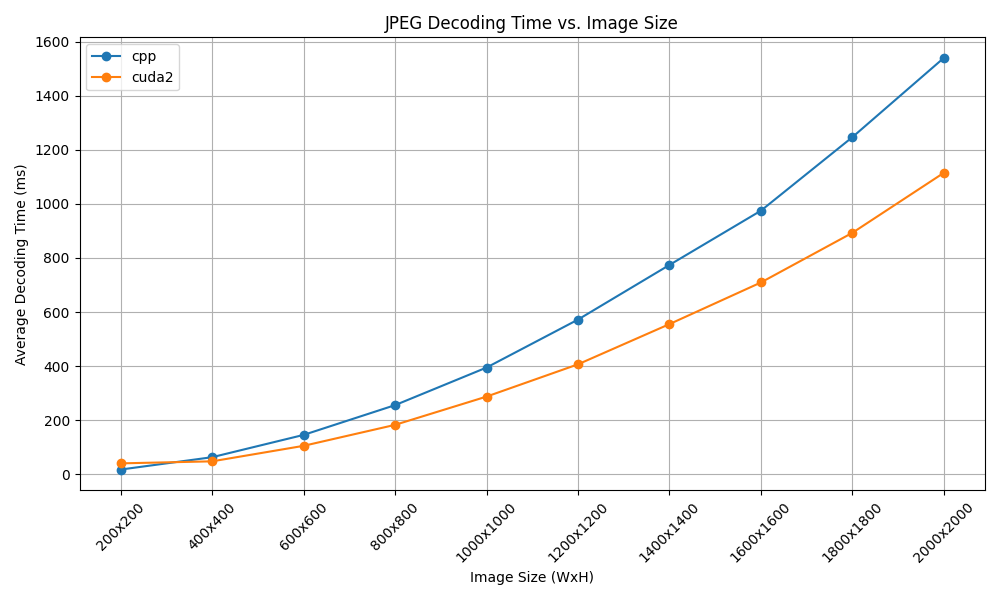 JPEG Decoding Time vs. Image Size
cpp
cuda2
Average Decoding Time (ms)
1600
1400
1200
1000
800
600
400
200
0
200x200
400x400
600x600
800x800
1000x1000
1200x1200
1400x1400
1600x1600
1800x1800
2000x2000
Image Size (WxH)